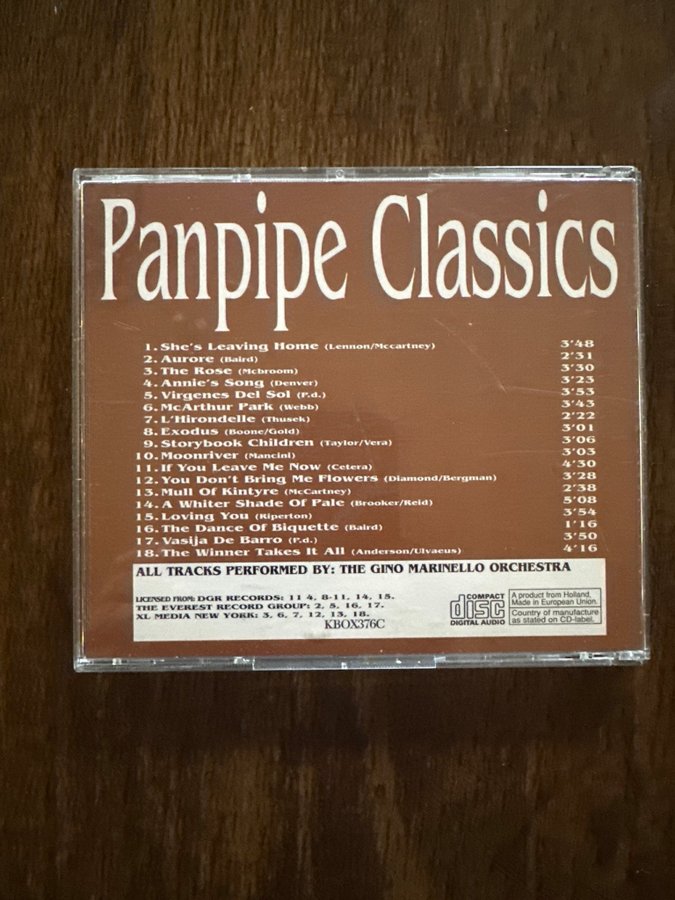 Panpipe Classics
1. She's Leaving Home (Lennon/Mccartney) 3'48
2. Aurore (Baird) 2'31
3. The Rose (Mcbroom) 3'30
4. Annie's Song (Denver) 3'23
5. Virgenes Del Sol (P.d.) 3'53
6. McArthur Park (Webb) 3'43
7. L'Hirondelle (Thusek) 2'22
8. Exodus (Boone/Gold) 3'01
9. Storybook Children (Taylor/Vera) 3'06
10. Moonriver (Mancini) 3'03
11. If You Leave Me Now (Cetera) 4'30
12. You Don't Bring Me Flowers (Diamond/Bergman) 3'28
13. Mull Of Kintyre (McCartney) 2'38
14. A Whiter Shade Of Pale (Brooker/Reid) 5'08
15. Loving You (Riperton) 3'54
16. The Dance Of Biquette (Baird) 1'16
17. Vasija De Barro (P.d.) 3'50
18. The Winner Takes It All (Anderson/Ulvaeus) 4'16
ALL TRACKS PERFORMED BY: THE GINO MARINELLO ORCHESTRA
LICENSED FROM: DGR RECORDS: 11 4, 8-11, 14, 15.
THE EVEREST RECORD GROUP: 2, 5, 16, 17.
XL MEDIA NEW YORK: 3, 6, 7, 12, 13, 18.
KBOX376C
COMPACT
disc
DIGITAL AUDIO
A product from Holland,
Made in European Union.
Country of manufacture
as stated on CD-label.